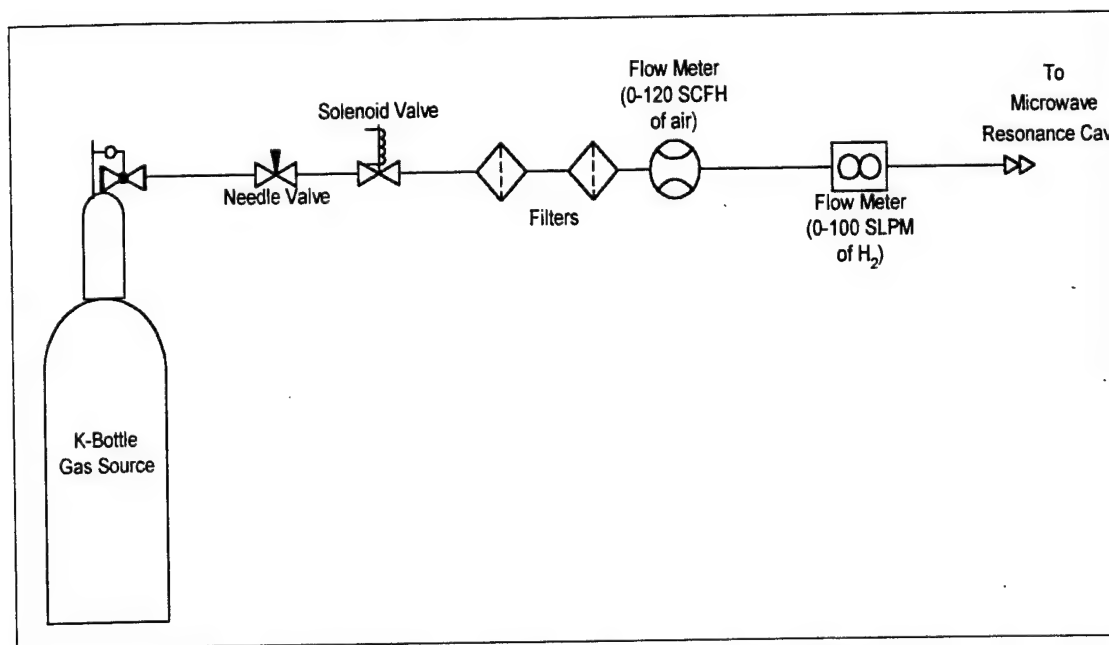 Flow Meter
(0-120 SCFH
of air)
To
Microwave
Resonance Cav
Solenoid Valve
Needle Valve
Filters
Flow Meter
(0-100 SLPM
of H₂)
K-Bottle
Gas Source